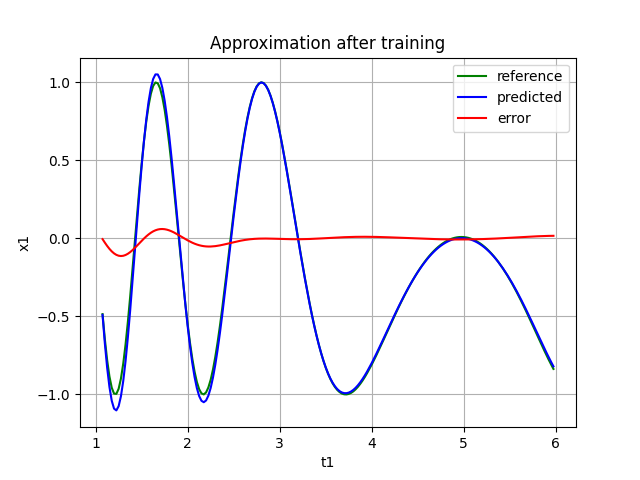 Approximation after training
reference
predicted
error
1.0
0.5
0.0
−0.5
−1.0
x1
1
2
3
4
5
6
t1